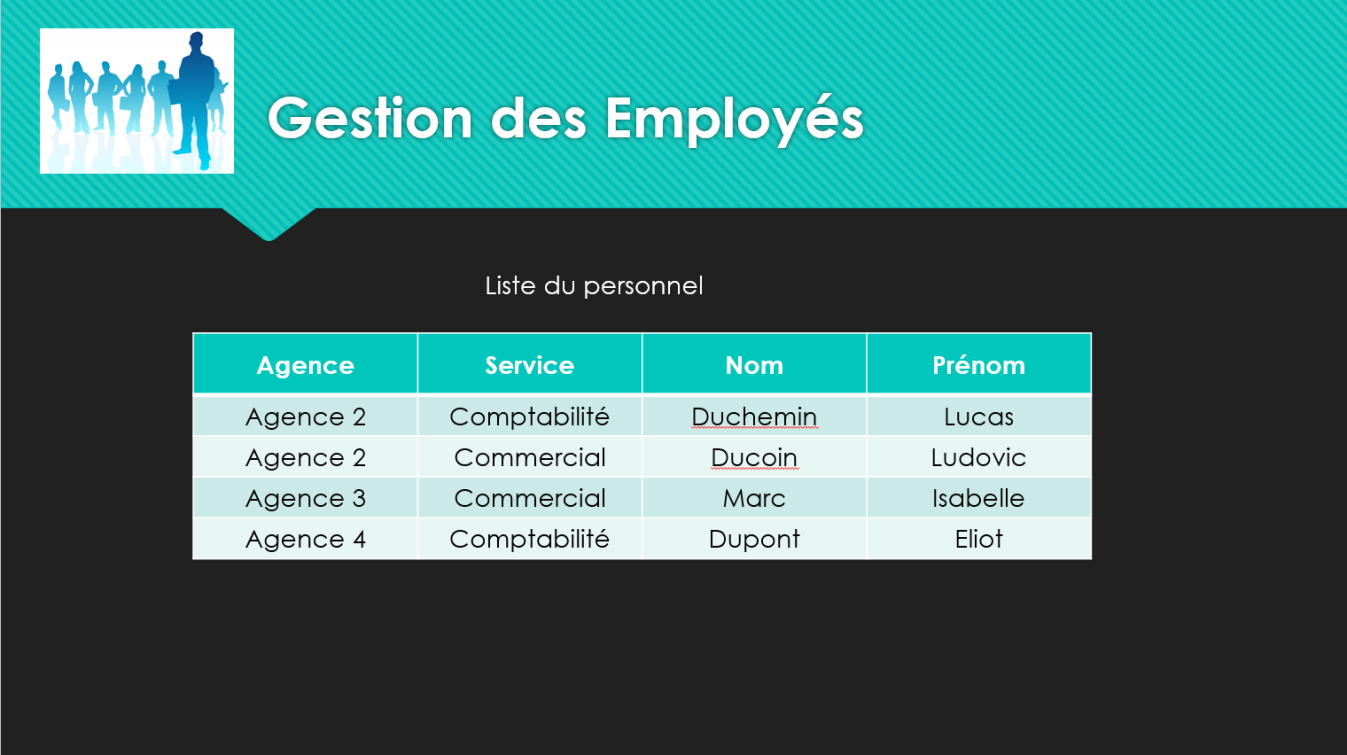 Gestion des Employés
Liste du personnel
Agence Service Nom Prénom
Agence 2 Comptabilité Duchemin Lucas
Agence 2 Commercial Ducoin Ludovic
Agence 3 Commercial Marc Isabelle
Agence 4 Comptabilité Dupont Eliot